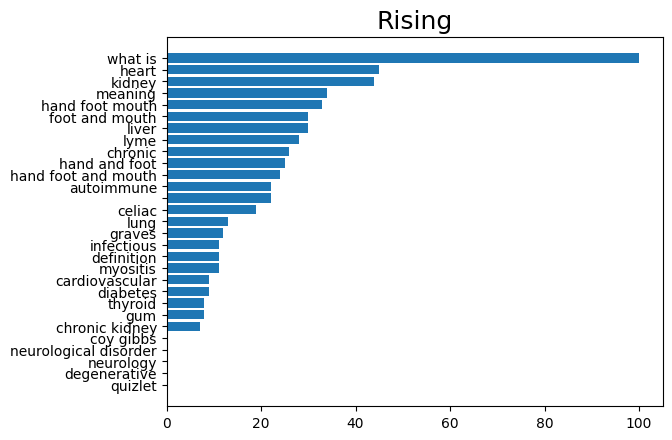 Rising
what is
heart
kidney
meaning
hand foot mouth
foot and mouth
liver
lyme
chronic
hand and foot
hand foot and mouth
autoimmune
celiac
lung
graves
infectious
definition
myositis
cardiovascular
diabetes
thyroid
gum
chronic kidney
coy gibbs
neurological disorder
neurology
degenerative
quizlet
0 20 40 60 80 100